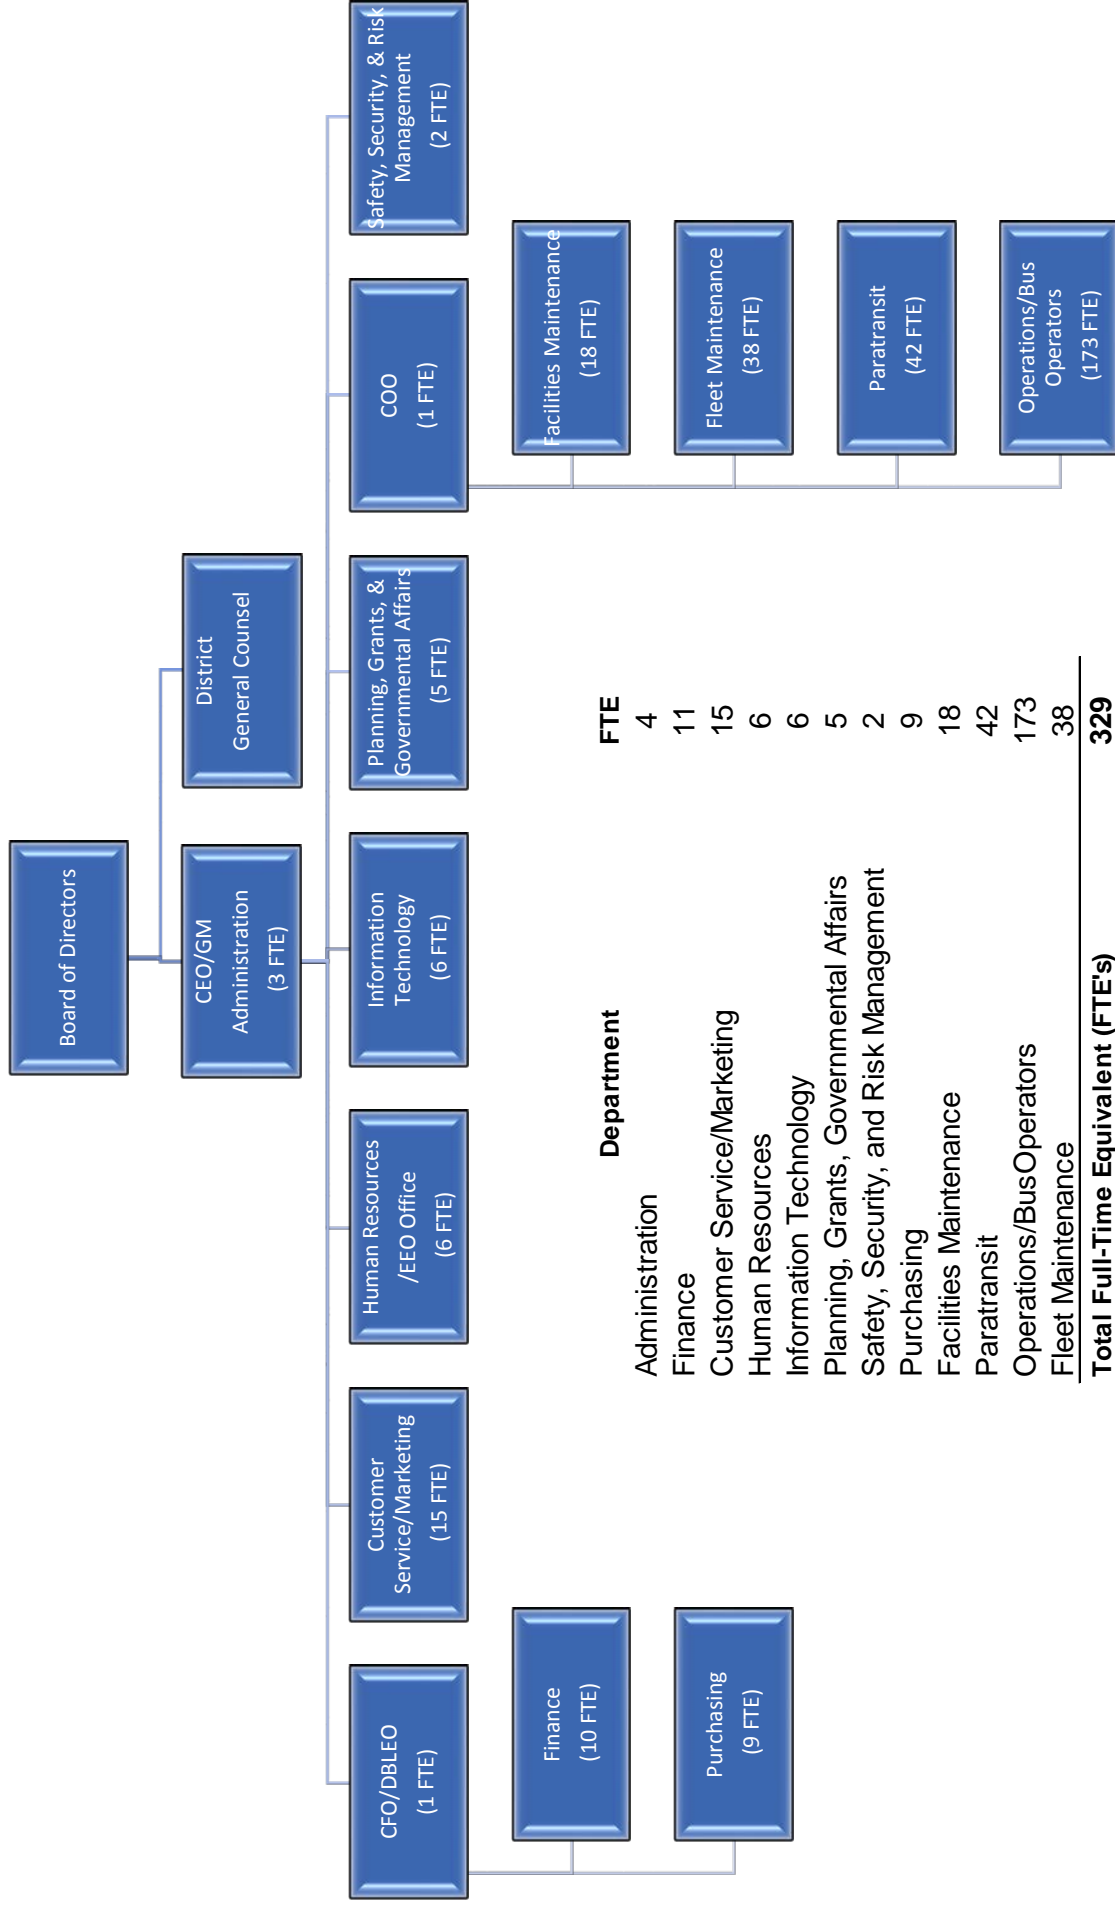 Board of Directors
CEO/GM
Administration
(3 FTE)
District
General Counsel
CFO/DBLEO
(1 FTE)
Customer
Service/Marketing
(15 FTE)
Human Resources
/EEO Office
(6 FTE)
Information
Technology
(6 FTE)
Planning, Grants, &
Governmental Affairs
(5 FTE)
COO
(1 FTE)
Safety, Security, & Risk
Management
(2 FTE)
Finance
(10 FTE)
Purchasing
(9 FTE)
Facilities Maintenance
(18 FTE)
Fleet Maintenance
(38 FTE)
Paratransit
(42 FTE)
Operations/Bus
Operators
(173 FTE)
Department FTE
Administration 4
Finance 11
Customer Service/Marketing 15
Human Resources 6
Information Technology 6
Planning, Grants, Governmental Affairs 5
Safety, Security, and Risk Management 2
Purchasing 9
Facilities Maintenance 18
Paratransit 42
Operations/BusOperators 173
Fleet Maintenance 38
Total Full-Time Equivalent (FTE's) 329